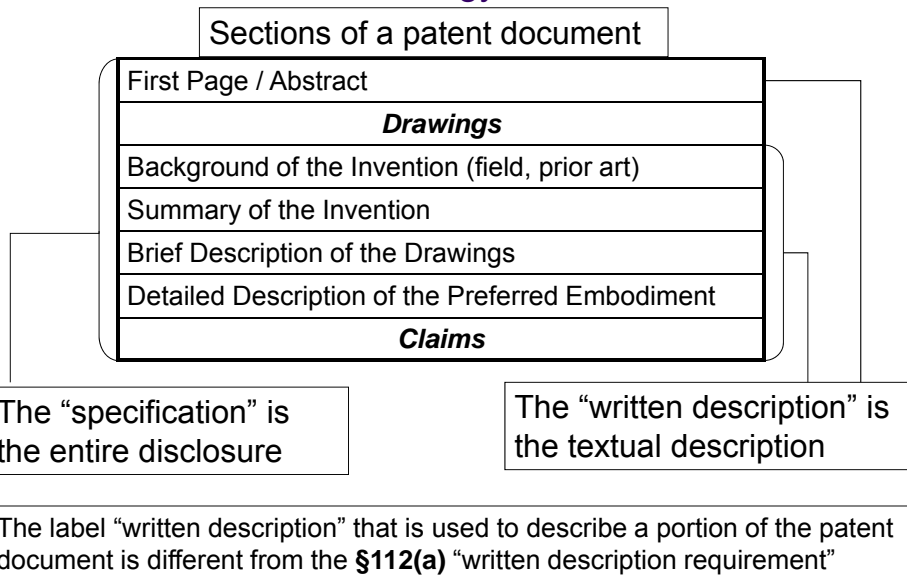 Sections of a patent document
First Page / Abstract
Drawings
Background of the Invention (field, prior art)
Summary of the Invention
Brief Description of the Drawings
Detailed Description of the Preferred Embodiment
Claims
The “specification” is
the entire disclosure
The “written description” is
the textual description
The label “written description” that is used to describe a portion of the patent
document is different from the §112(a) “written description requirement”